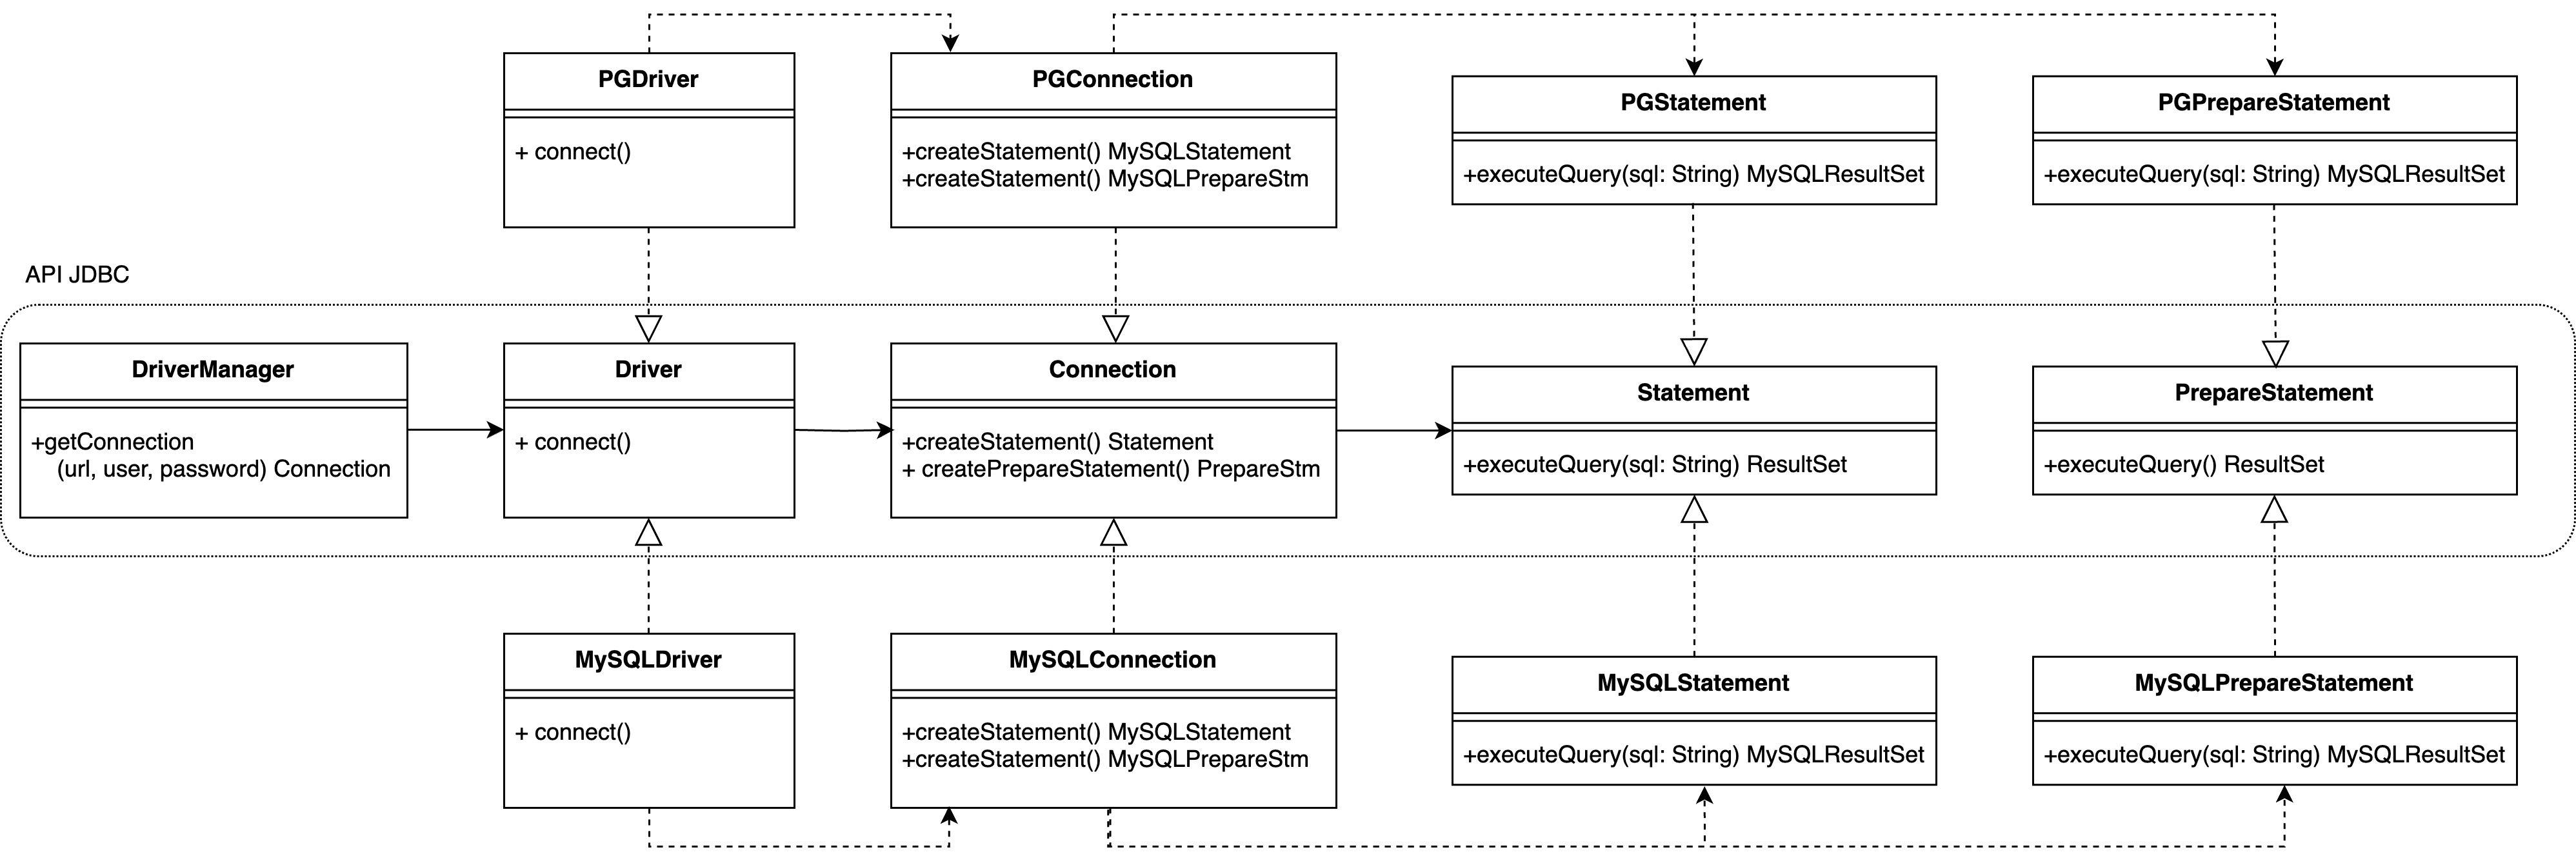 PGDriver
+ connect()
PGConnection
+createStatement() MySQLStatement
+createStatement() MySQLPrepareStm
PGStatement
+executeQuery(sql: String) MySQLResultSet
PGPrepareStatement
+executeQuery(sql: String) MySQLResultSet
API JDBC
DriverManager
+getConnection
(url, user, password) Connection
Driver
+ connect()
Connection
+createStatement() Statement
+ createPrepareStatement() PrepareStm
Statement
+executeQuery(sql: String) ResultSet
PrepareStatement
+executeQuery() ResultSet
MySQLDriver
+ connect()
MySQLConnection
+createStatement() MySQLStatement
+createStatement() MySQLPrepareStm
MySQLStatement
+executeQuery(sql: String) MySQLResultSet
MySQLPrepareStatement
+executeQuery(sql: String) MySQLResultSet